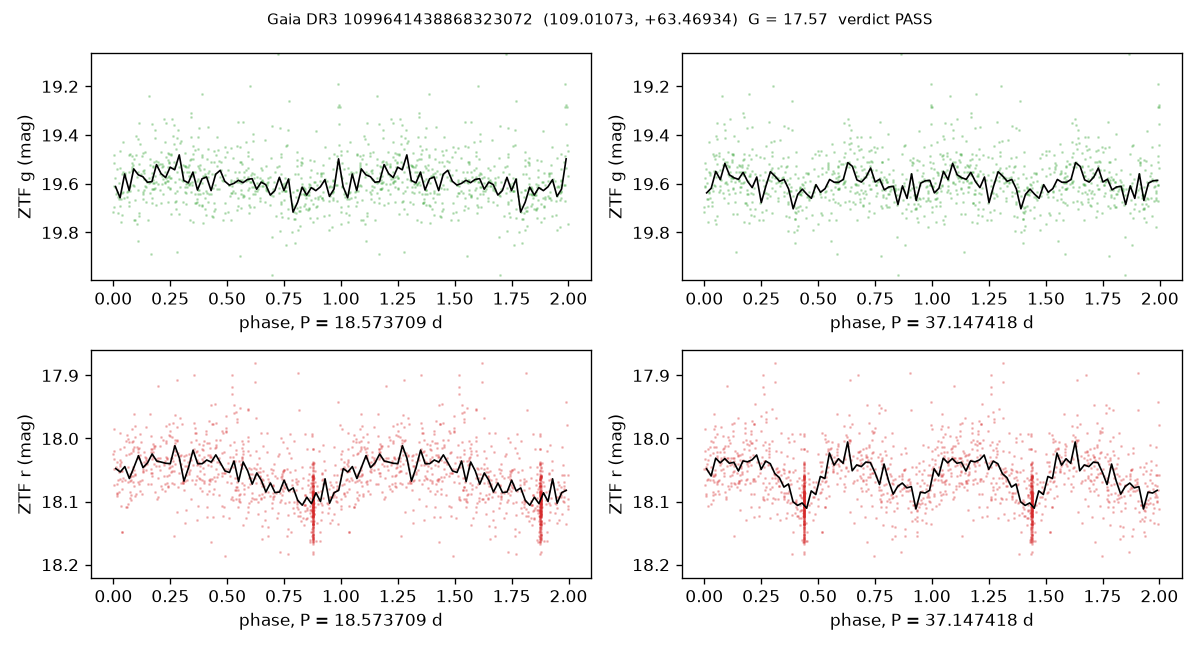 Gaia DR3 1099641438868323072 (109.01073, +63.46934) G = 17.57 verdict PASS
ZTF g (mag)
19.2
19.4
19.6
19.8
0.00 0.25 0.50 0.75 1.00 1.25 1.50 1.75 2.00
phase, P = 18.573709 d
ZTF g (mag)
19.2
19.4
19.6
19.8
0.00 0.25 0.50 0.75 1.00 1.25 1.50 1.75 2.00
phase, P = 37.147418 d
ZTF r (mag)
17.9
18.0
18.1
18.2
0.00 0.25 0.50 0.75 1.00 1.25 1.50 1.75 2.00
phase, P = 18.573709 d
ZTF r (mag)
17.9
18.0
18.1
18.2
0.00 0.25 0.50 0.75 1.00 1.25 1.50 1.75 2.00
phase, P = 37.147418 d